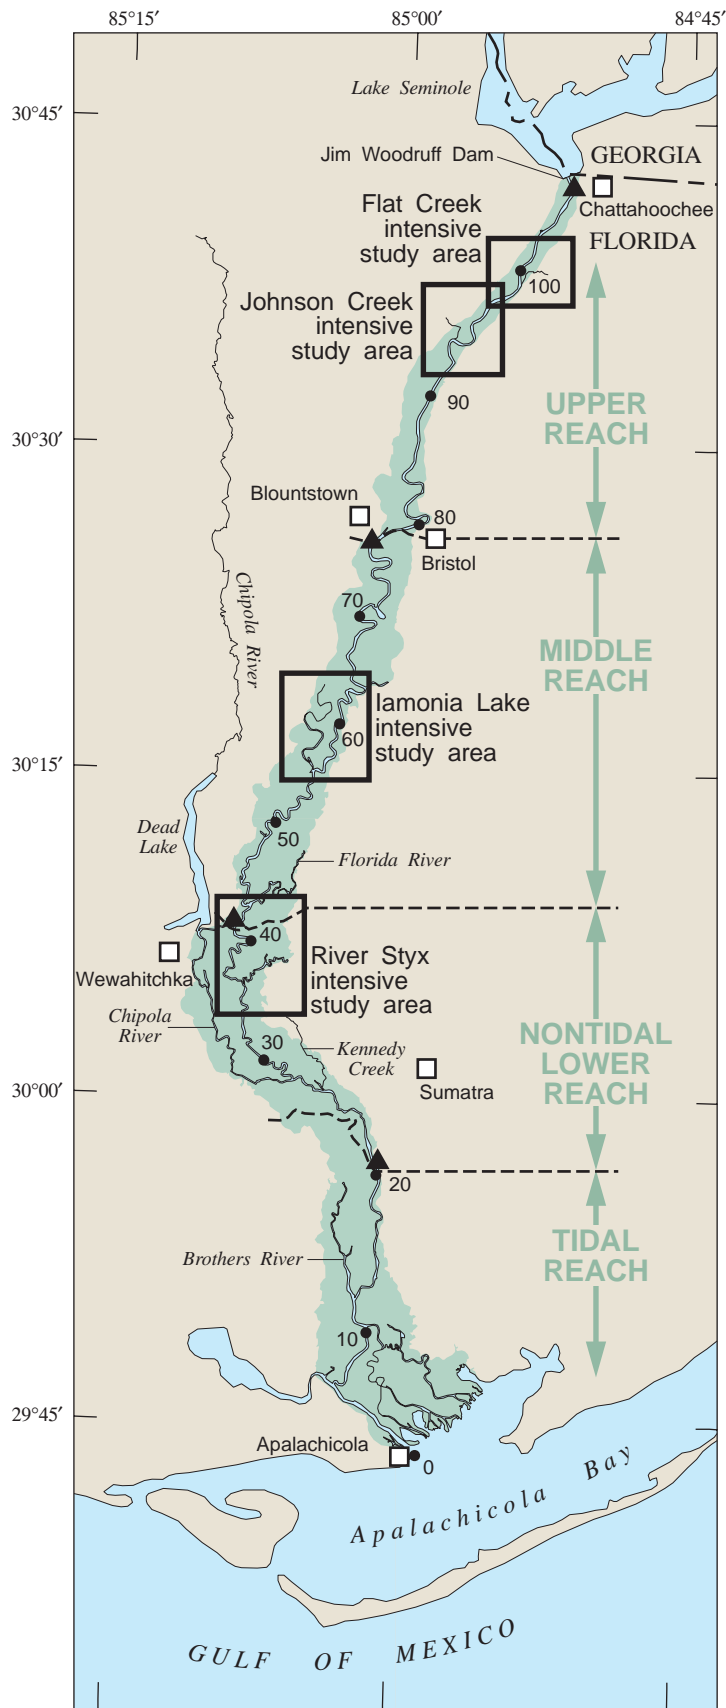 85°15′
85°00′
84°45′
Lake Seminole
30°45′
Jim Woodruff Dam
GEORGIA
Chattahoochee
FLORIDA
Flat Creek
intensive
study area
100
Johnson Creek
intensive
study area
90
UPPER
REACH
30°30′
Blountstown
80
Bristol
Chipola River
70
MIDDLE
REACH
Iamonia Lake
intensive
study area
60
30°15′
Dead
Lake
50
Florida River
40
Wewahitchka
River Styx
intensive
study area
Chipola
River
30
Kennedy
Creek
NONTIDAL
LOWER
REACH
30°00′
Sumatra
20
TIDAL
REACH
Brothers River
10
29°45′
Apalachicola
0
Apalachicola Bay
GULF OF MEXICO